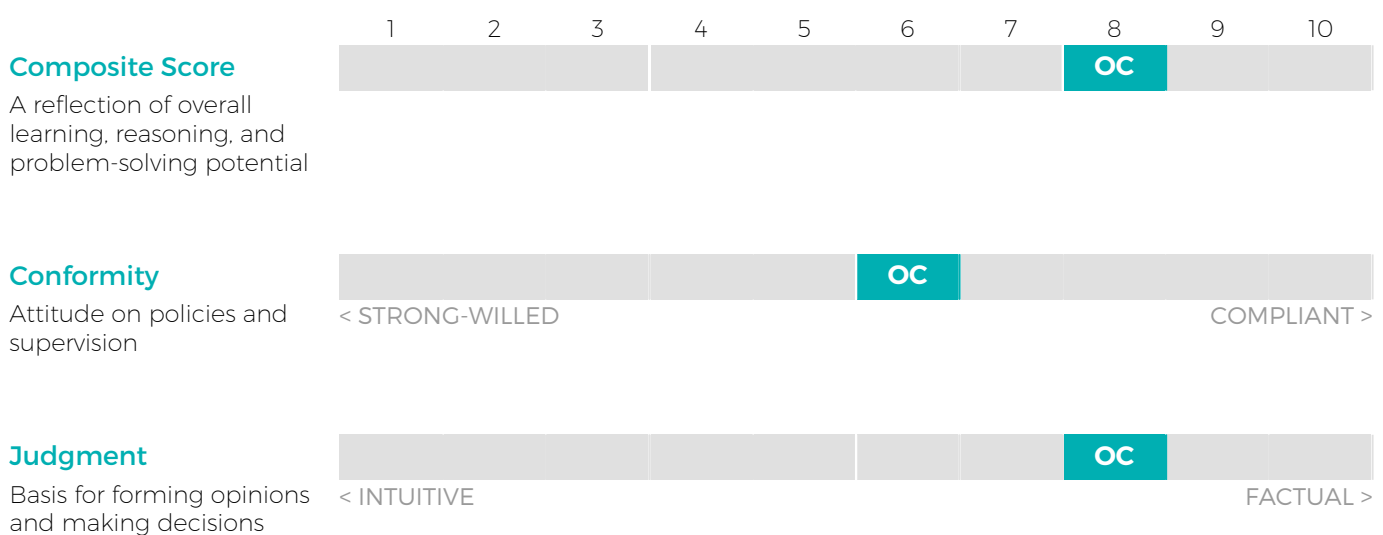 1 2 3 4 5 6 7 8 9 10
Composite Score
OC
A reflection of overall
learning, reasoning, and
problem-solving potential
Conformity
OC
Attitude on policies and
supervision
< STRONG-WILLED COMPLIANT >
Judgment
OC
Basis for forming opinions
and making decisions
< INTUITIVE FACTUAL >